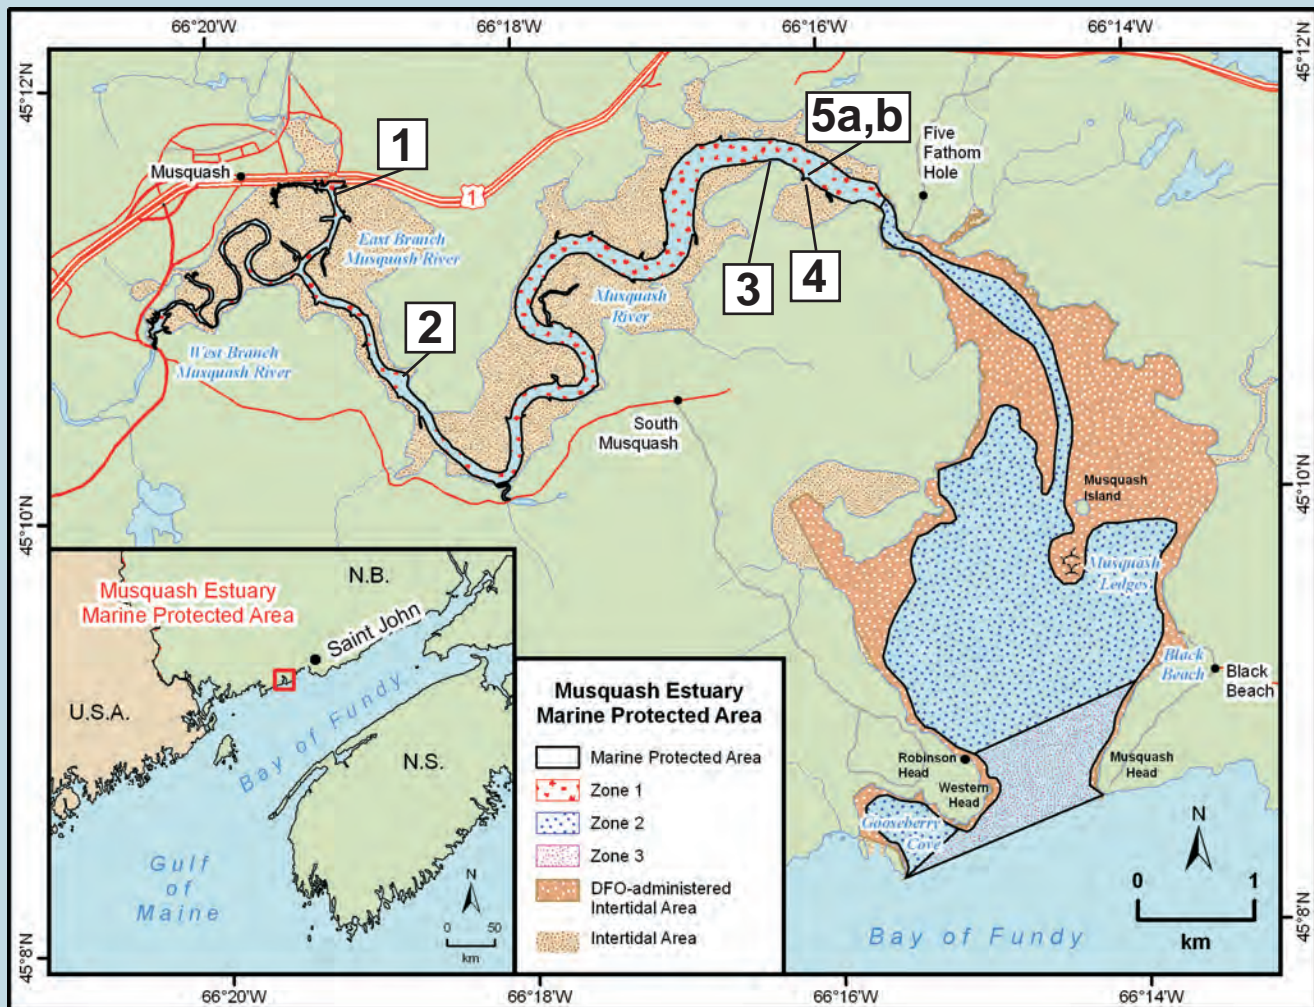 66°20'W
66°18'W
66°16'W
66°14'W
45°12'N
45°12'N
1
5a,b
Five
Fathom
Hole
Musquash
1
East Branch
Musquash River
3
4
Musquash
River
2
West Branch
Musquash River
South
Musquash
Musquash
Island
45°10'N
45°10'N
Musquash
Ledges
Black
Beach
Black
Beach
Robinson
Head
Western
Head
Musquash
Head
Gooseberry
Cove
Bay of Fundy
N
0
1
km
N.B.
Musquash Estuary
Marine Protected Area
Saint John
U.S.A.
Bay of Fundy
N.S.
Gulf
of
Maine
N
0
50
km
Musquash Estuary
Marine Protected Area
Marine Protected Area
Zone 1
Zone 2
Zone 3
DFO-administered
Intertidal Area
Intertidal Area
45°8'N
45°8'N
66°20'W
66°18'W
66°16'W
66°14'W